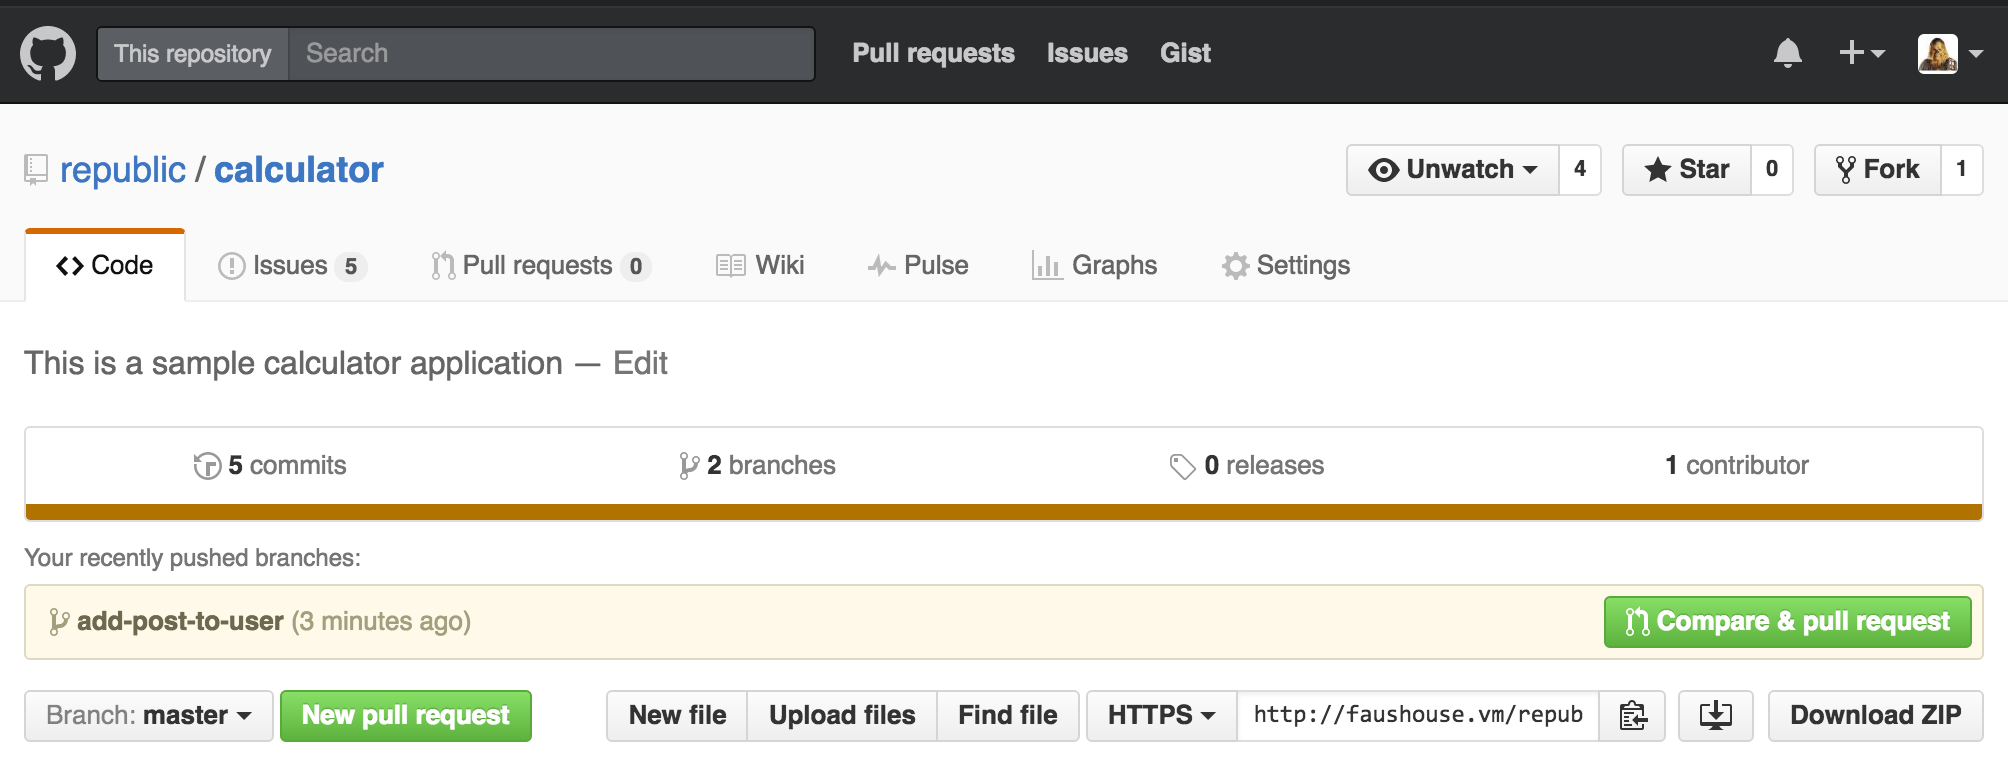 This repository Search Pull requests Issues Gist
republic / calculator Unwatch 4 Star 0 Fork 1
Code Issues 5 Pull requests 0 Wiki Pulse Graphs Settings
This is a sample calculator application — Edit
5 commits 2 branches 0 releases 1 contributor
Your recently pushed branches:
add-post-to-user (3 minutes ago) Compare & pull request
Branch: master New pull request New file Upload files Find file HTTPS http://faushouse.vm/repub Download ZIP